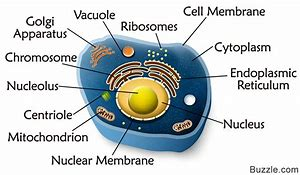 Golgi
Apparatus
Vacuole
Ribosomes
Cell Membrane
Chromosome
Cytoplasm
Nucleolus
Endoplasmic
Reticulum
Centriole
Mitochondrion
Nucleus
Nuclear Membrane
Buzzle.com